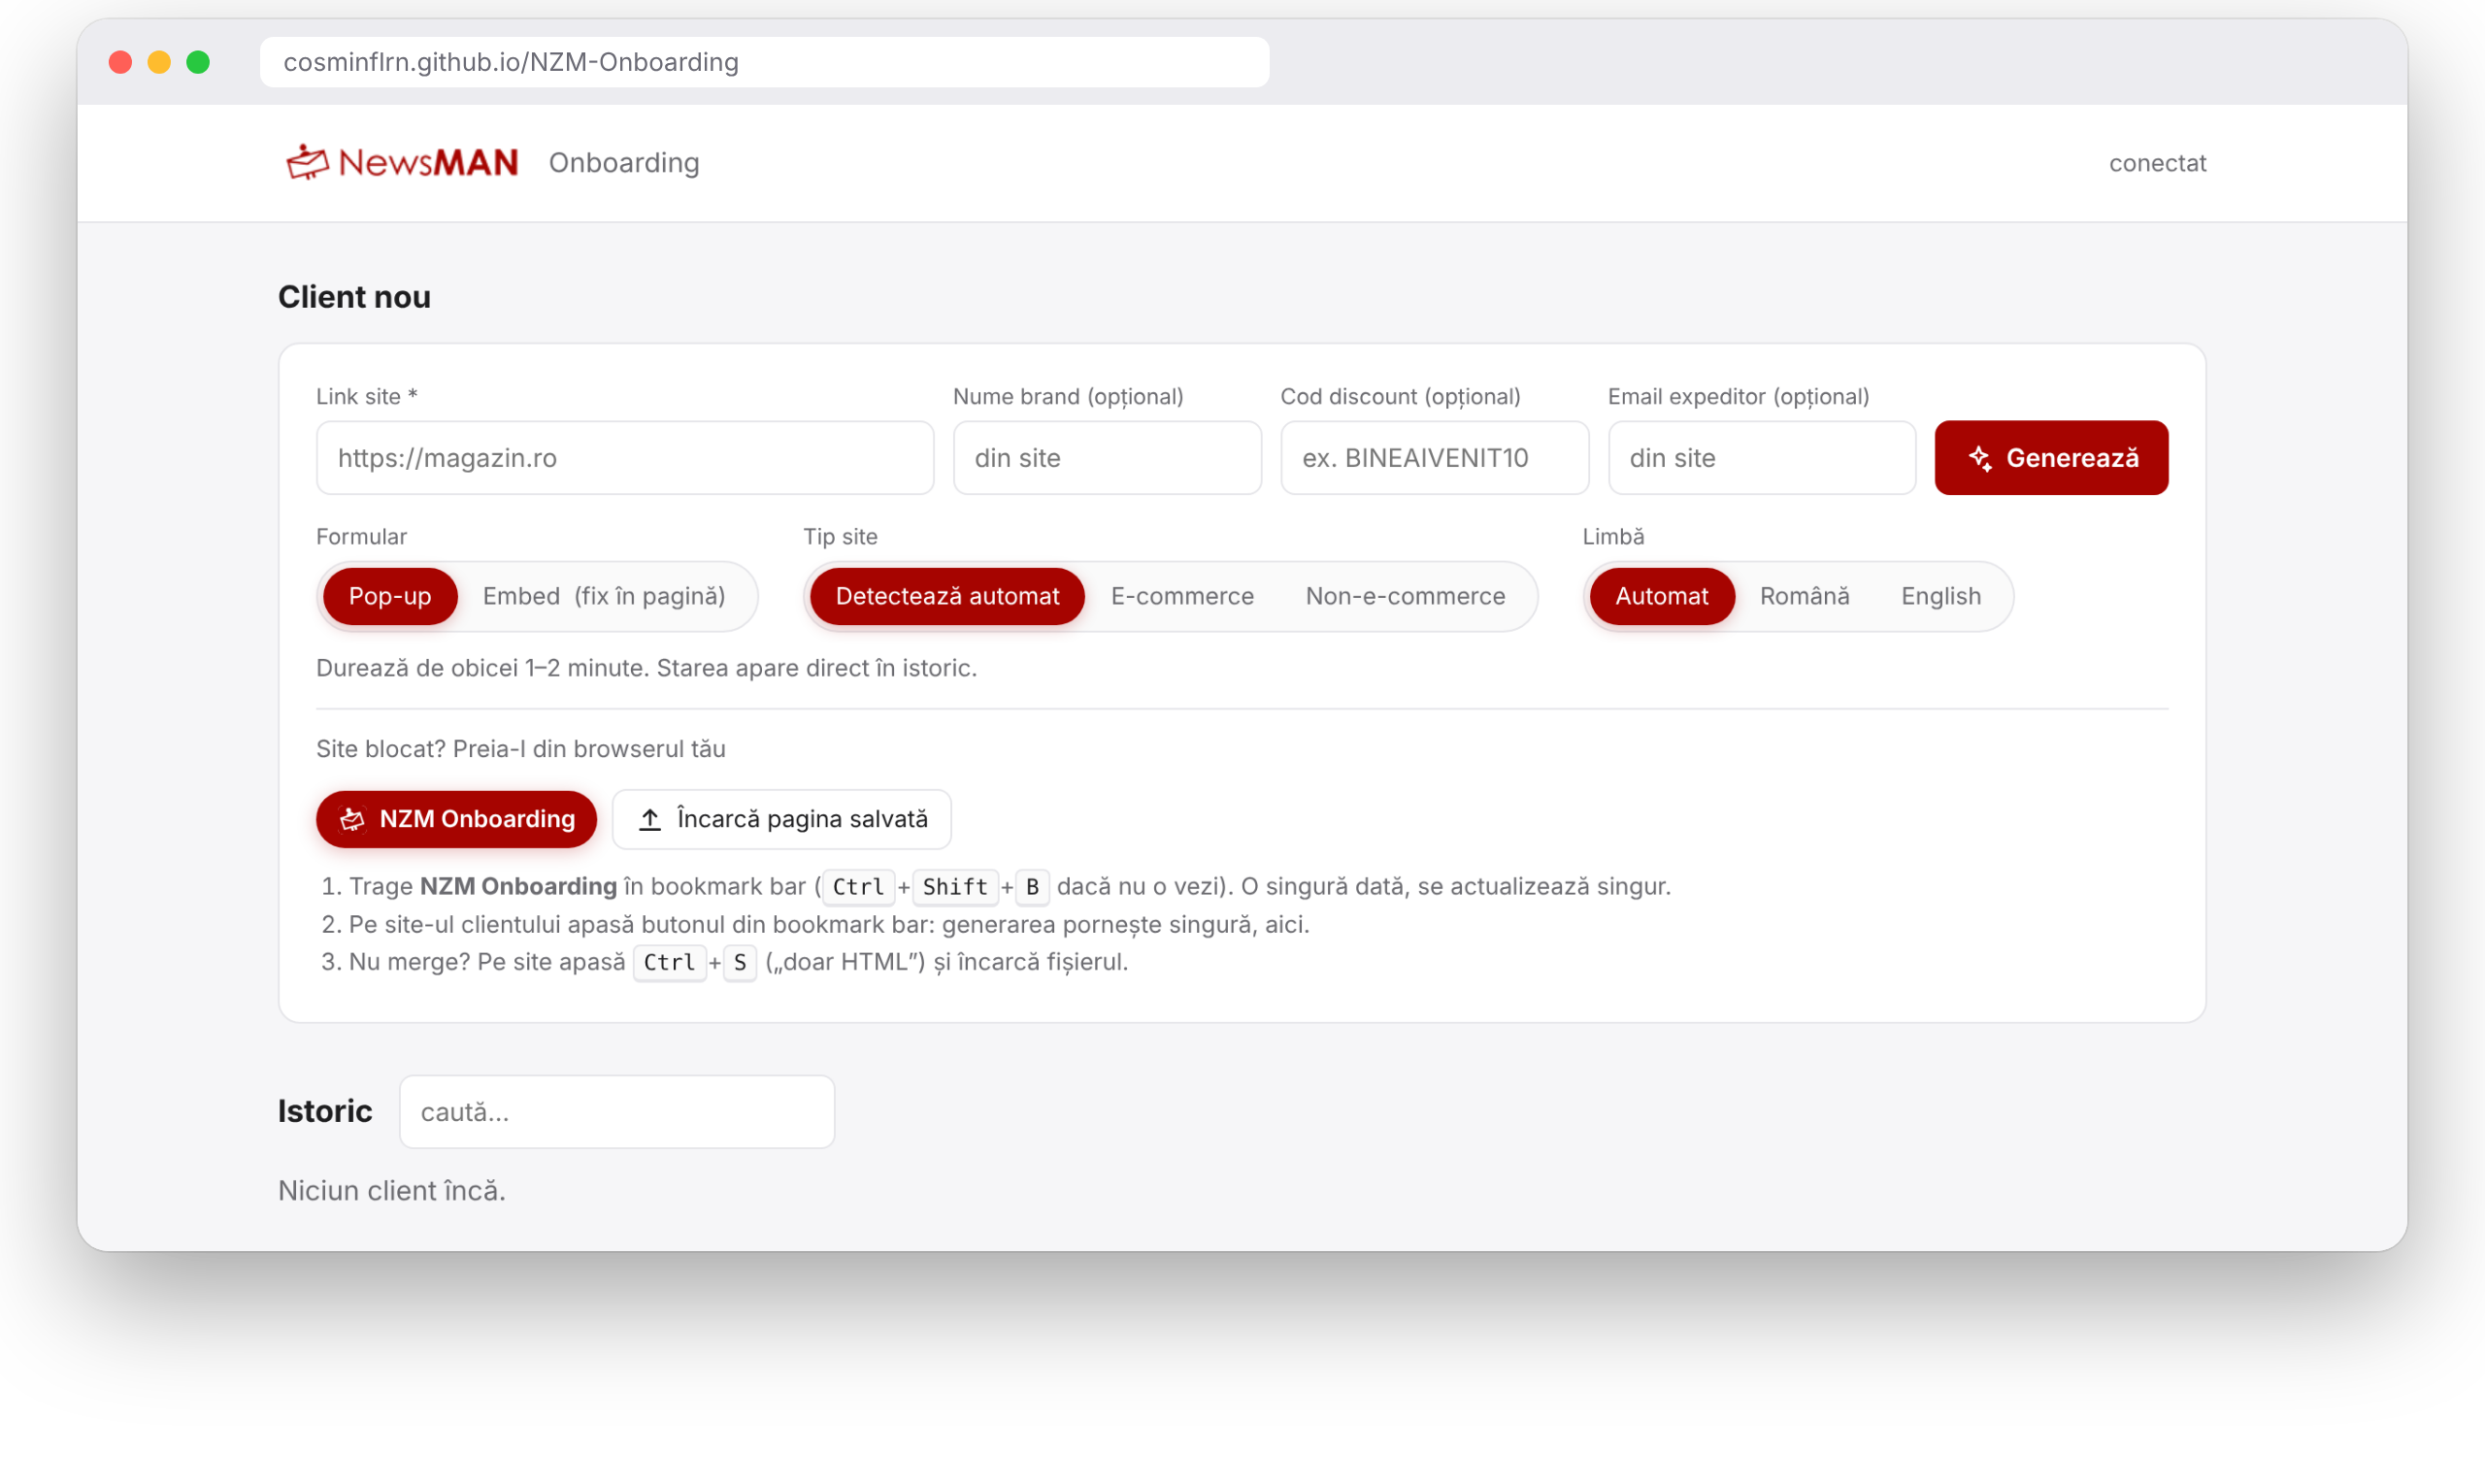 cosminflrn.github.io/NZM-Onboarding
NewsMAN Onboarding conectat
Client nou
Link site * Nume brand (opțional) Cod discount (opțional) Email expeditor (opțional)
https://magazin.ro din site ex. BINEAIVENIT10 din site Generează
Formular Tip site Limbă
Pop-up Embed (fix în pagină) Detectează automat E-commerce Non-e-commerce Automat Română English
Durează de obicei 1–2 minute. Starea apare direct în istoric.
Site blocat? Preia-l din browserul tău
NZM Onboarding Încarcă pagina salvată
1. Trage NZM Onboarding în bookmark bar (Ctrl+Shift+B dacă nu o vezi). O singură dată, se actualizează singur.
2. Pe site-ul clientului apasă butonul din bookmark bar: generarea pornește singură, aici.
3. Nu merge? Pe site apasă Ctrl+S („doar HTML”) și încarcă fișierul.
Istoric caută...
Niciun client încă.